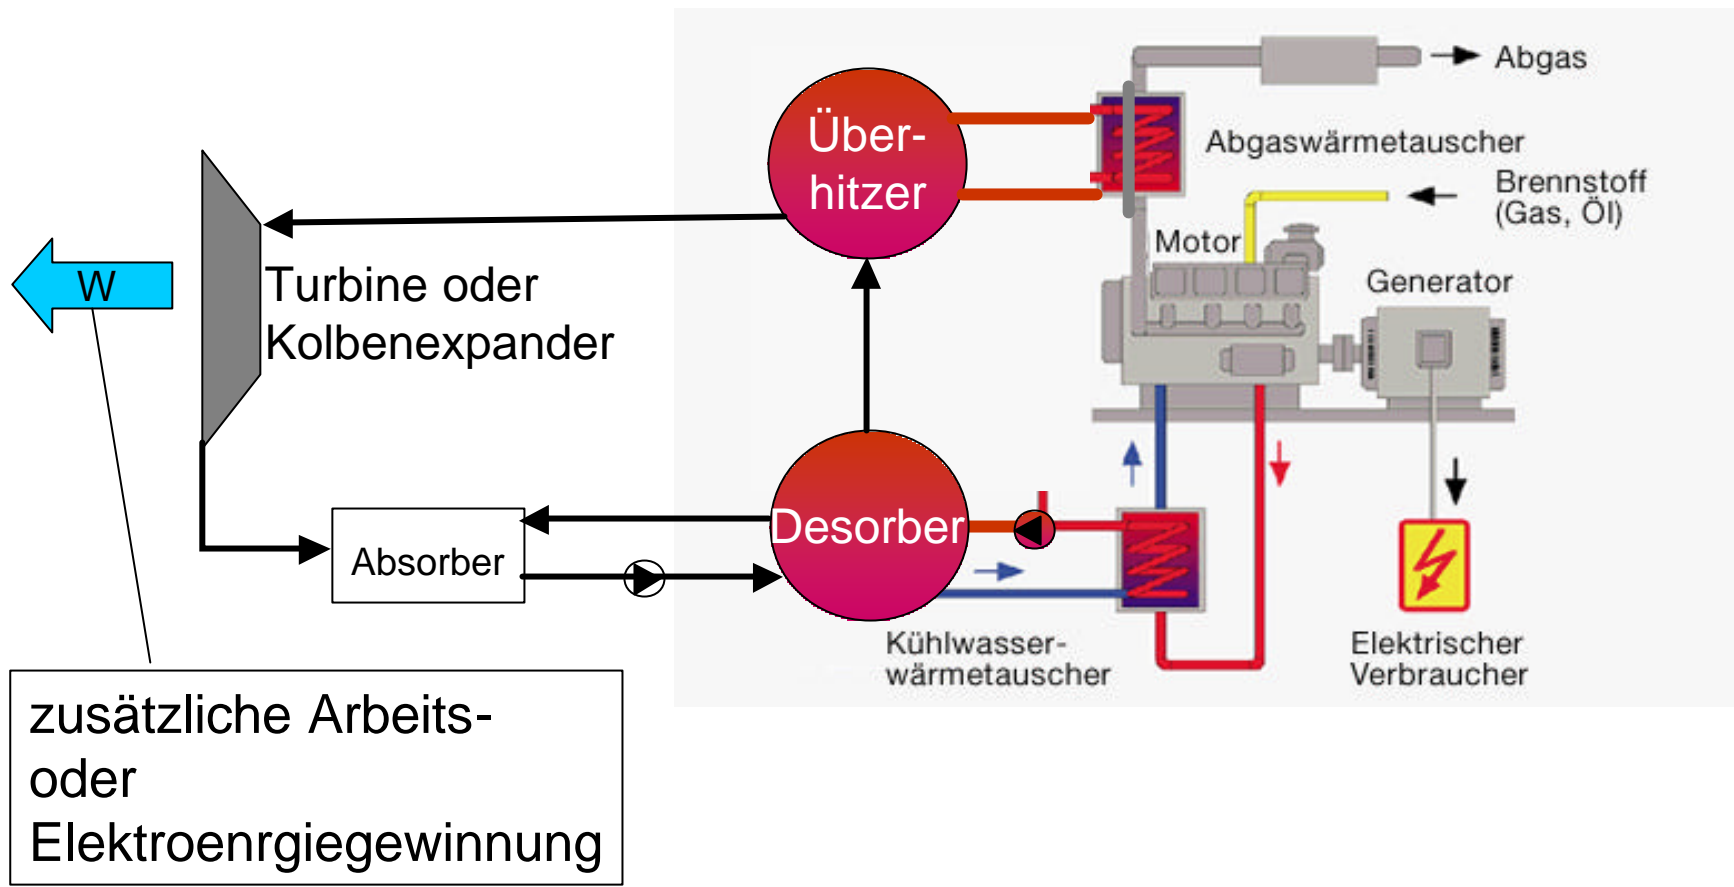 Abgas
Über-
hitzer
Abgaswärmetauscher
Brennstoff
(Gas, Öl)
Motor
Generator
W
Turbine oder
Kolbenexpander
Desorber
Absorber
Kühlwasser-
wärmetauscher
Elektrischer
Verbraucher
zusätzliche Arbeits-
oder
Elektroenrgiegewinnung